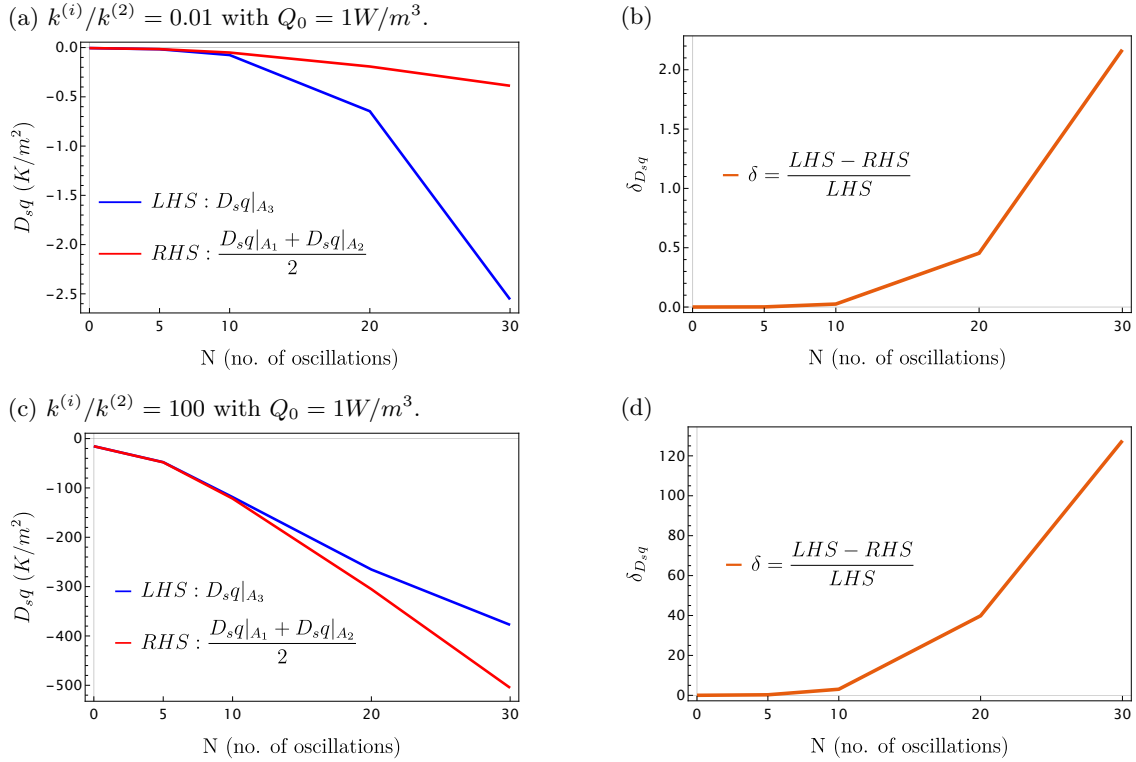 (a) k^{(i)}/k^{(2)} = 0.01 with Q_0 = 1W/m^3.
0.0
-0.5
-1.0
-1.5
-2.0
-2.5
D_s q (K/m^2)
LHS : D_s q|_{A_3}
RHS : \frac{D_s q|_{A_1} + D_s q|_{A_2}}{2}
0 5 10 20 30
N (no. of oscillations)
(b)
2.0
1.5
1.0
0.5
0.0
δ_{D_s q}
δ = \frac{LHS − RHS}{LHS}
0 5 10 20 30
N (no. of oscillations)
(c) k^{(i)}/k^{(2)} = 100 with Q_0 = 1W/m^3.
0
-100
-200
-300
-400
-500
D_s q (K/m^2)
LHS : D_s q|_{A_3}
RHS : \frac{D_s q|_{A_1} + D_s q|_{A_2}}{2}
0 5 10 20 30
N (no. of oscillations)
(d)
120
100
80
60
40
20
0
δ_{D_s q}
δ = \frac{LHS − RHS}{LHS}
0 5 10 20 30
N (no. of oscillations)